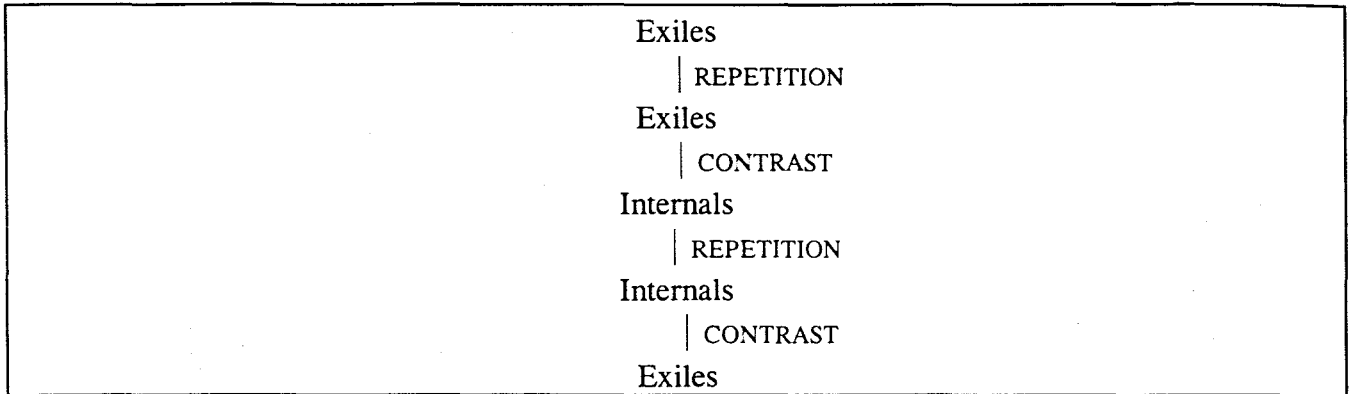 Exiles
REPETITION
Exiles
CONTRAST
Internals
REPETITION
Internals
CONTRAST
Exiles